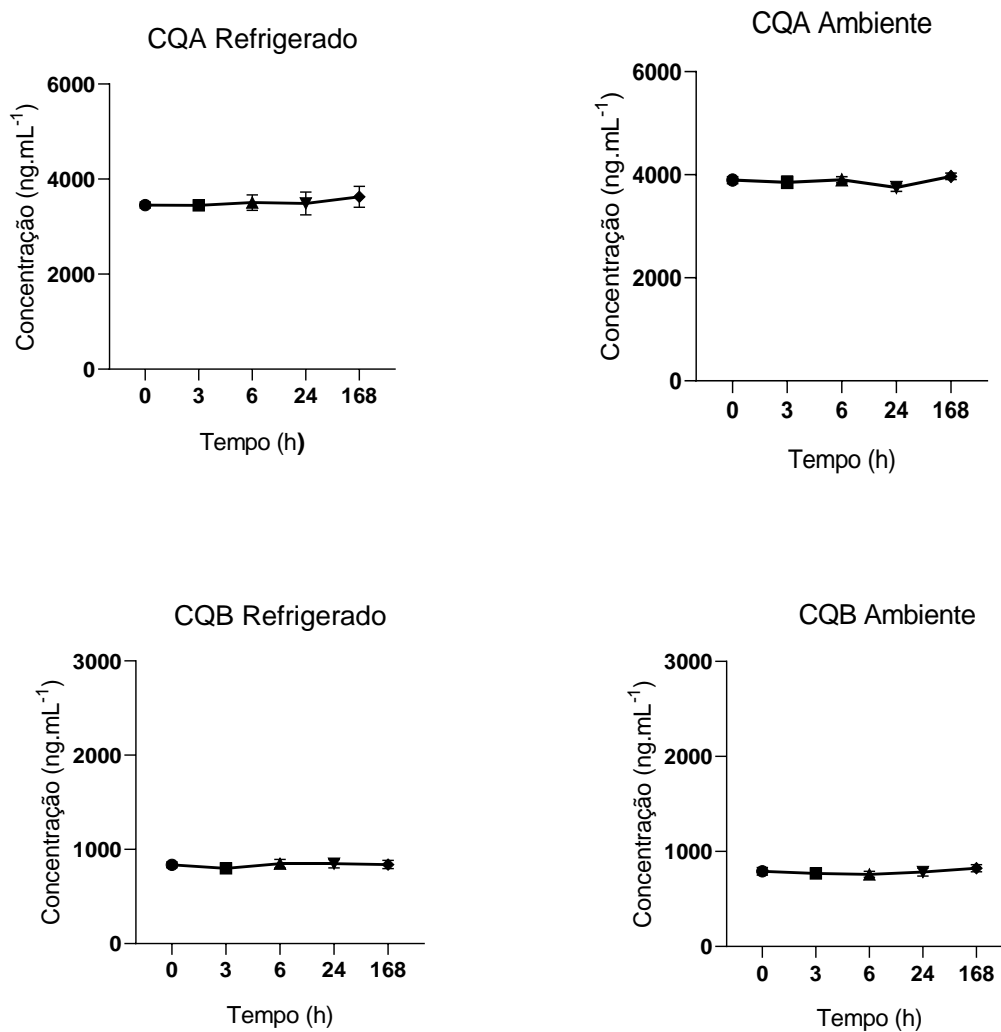 CQA Refrigerado
Concentração (ng.mL-1)
6000
4000
2000
0
0 3 6 24 168
Tempo (h)
CQA Ambiente
Concentração (ng.mL-1)
6000
4000
2000
0
0 3 6 24 168
Tempo (h)
CQB Refrigerado
Concentração (ng.mL-1)
3000
2000
1000
0
0 3 6 24 168
Tempo (h)
CQB Ambiente
Concentração (ng.mL-1)
3000
2000
1000
0
0 3 6 24 168
Tempo (h)